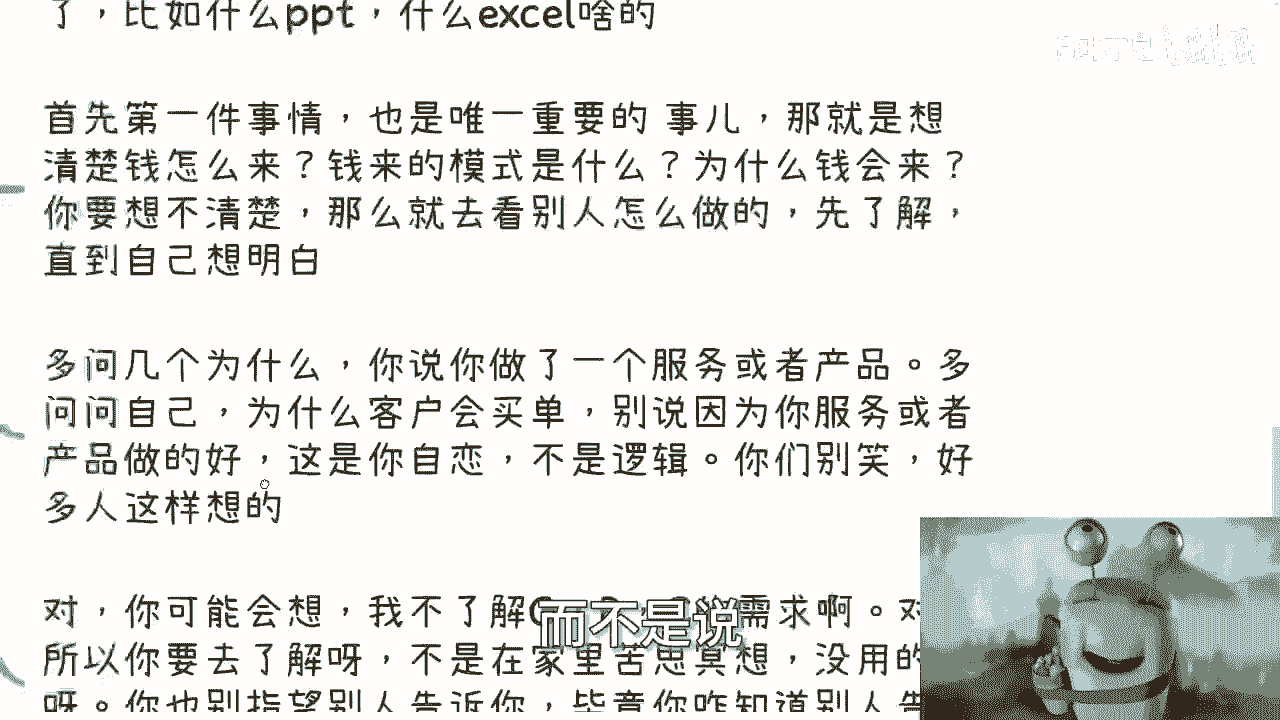 了，比如什么ppt，什么excel啥的
首先第一件事情，也是唯一重要的 事儿，那就是想
清楚钱怎么来？钱来的模式是什么？为什么钱会来？
你要想不清楚，那么就去看别人怎么做的，先了解，
直到自己想明白
多问几个为什么，你说你做了一个服务或者产品。多
问问自己，为什么客户会买单，别说因为你服务或者
产品做的好，这是你自恋，不是逻辑。你们别笑，好
多人这样想的
对，你可能会想，我不了解 需求啊。对
而不是说
所以你要去了解呀，不是在家里苦思冥想，没用的
呀。你也别指望别人告诉你，毕竟你咋知道别人告